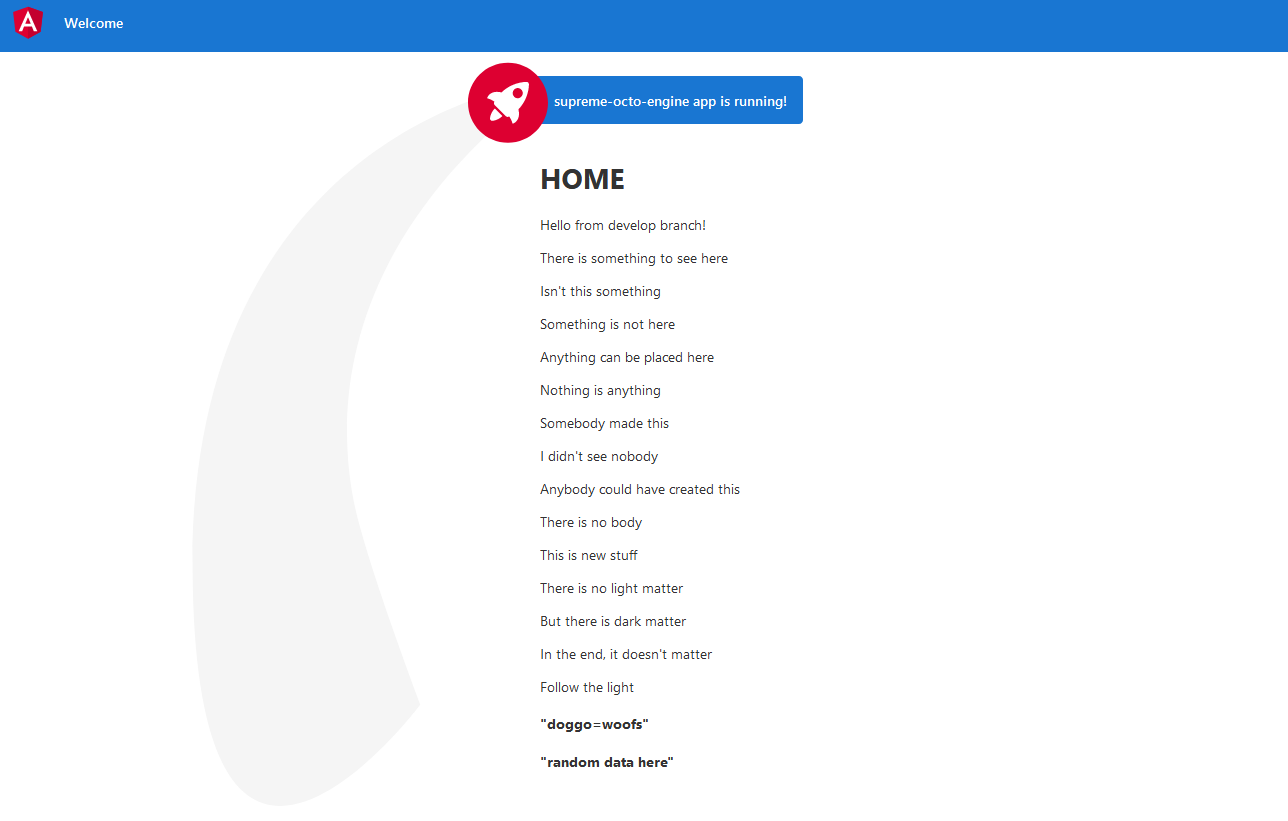 A
Welcome
supreme-octo-engine app is running!
HOME
Hello from develop branch!
There is something to see here
Isn't this something
Something is not here
Anything can be placed here
Nothing is anything
Somebody made this
I didn't see nobody
Anybody could have created this
There is no body
This is new stuff
There is no light matter
But there is dark matter
In the end, it doesn't matter
Follow the light
"doggo=woofs"
"random data here"